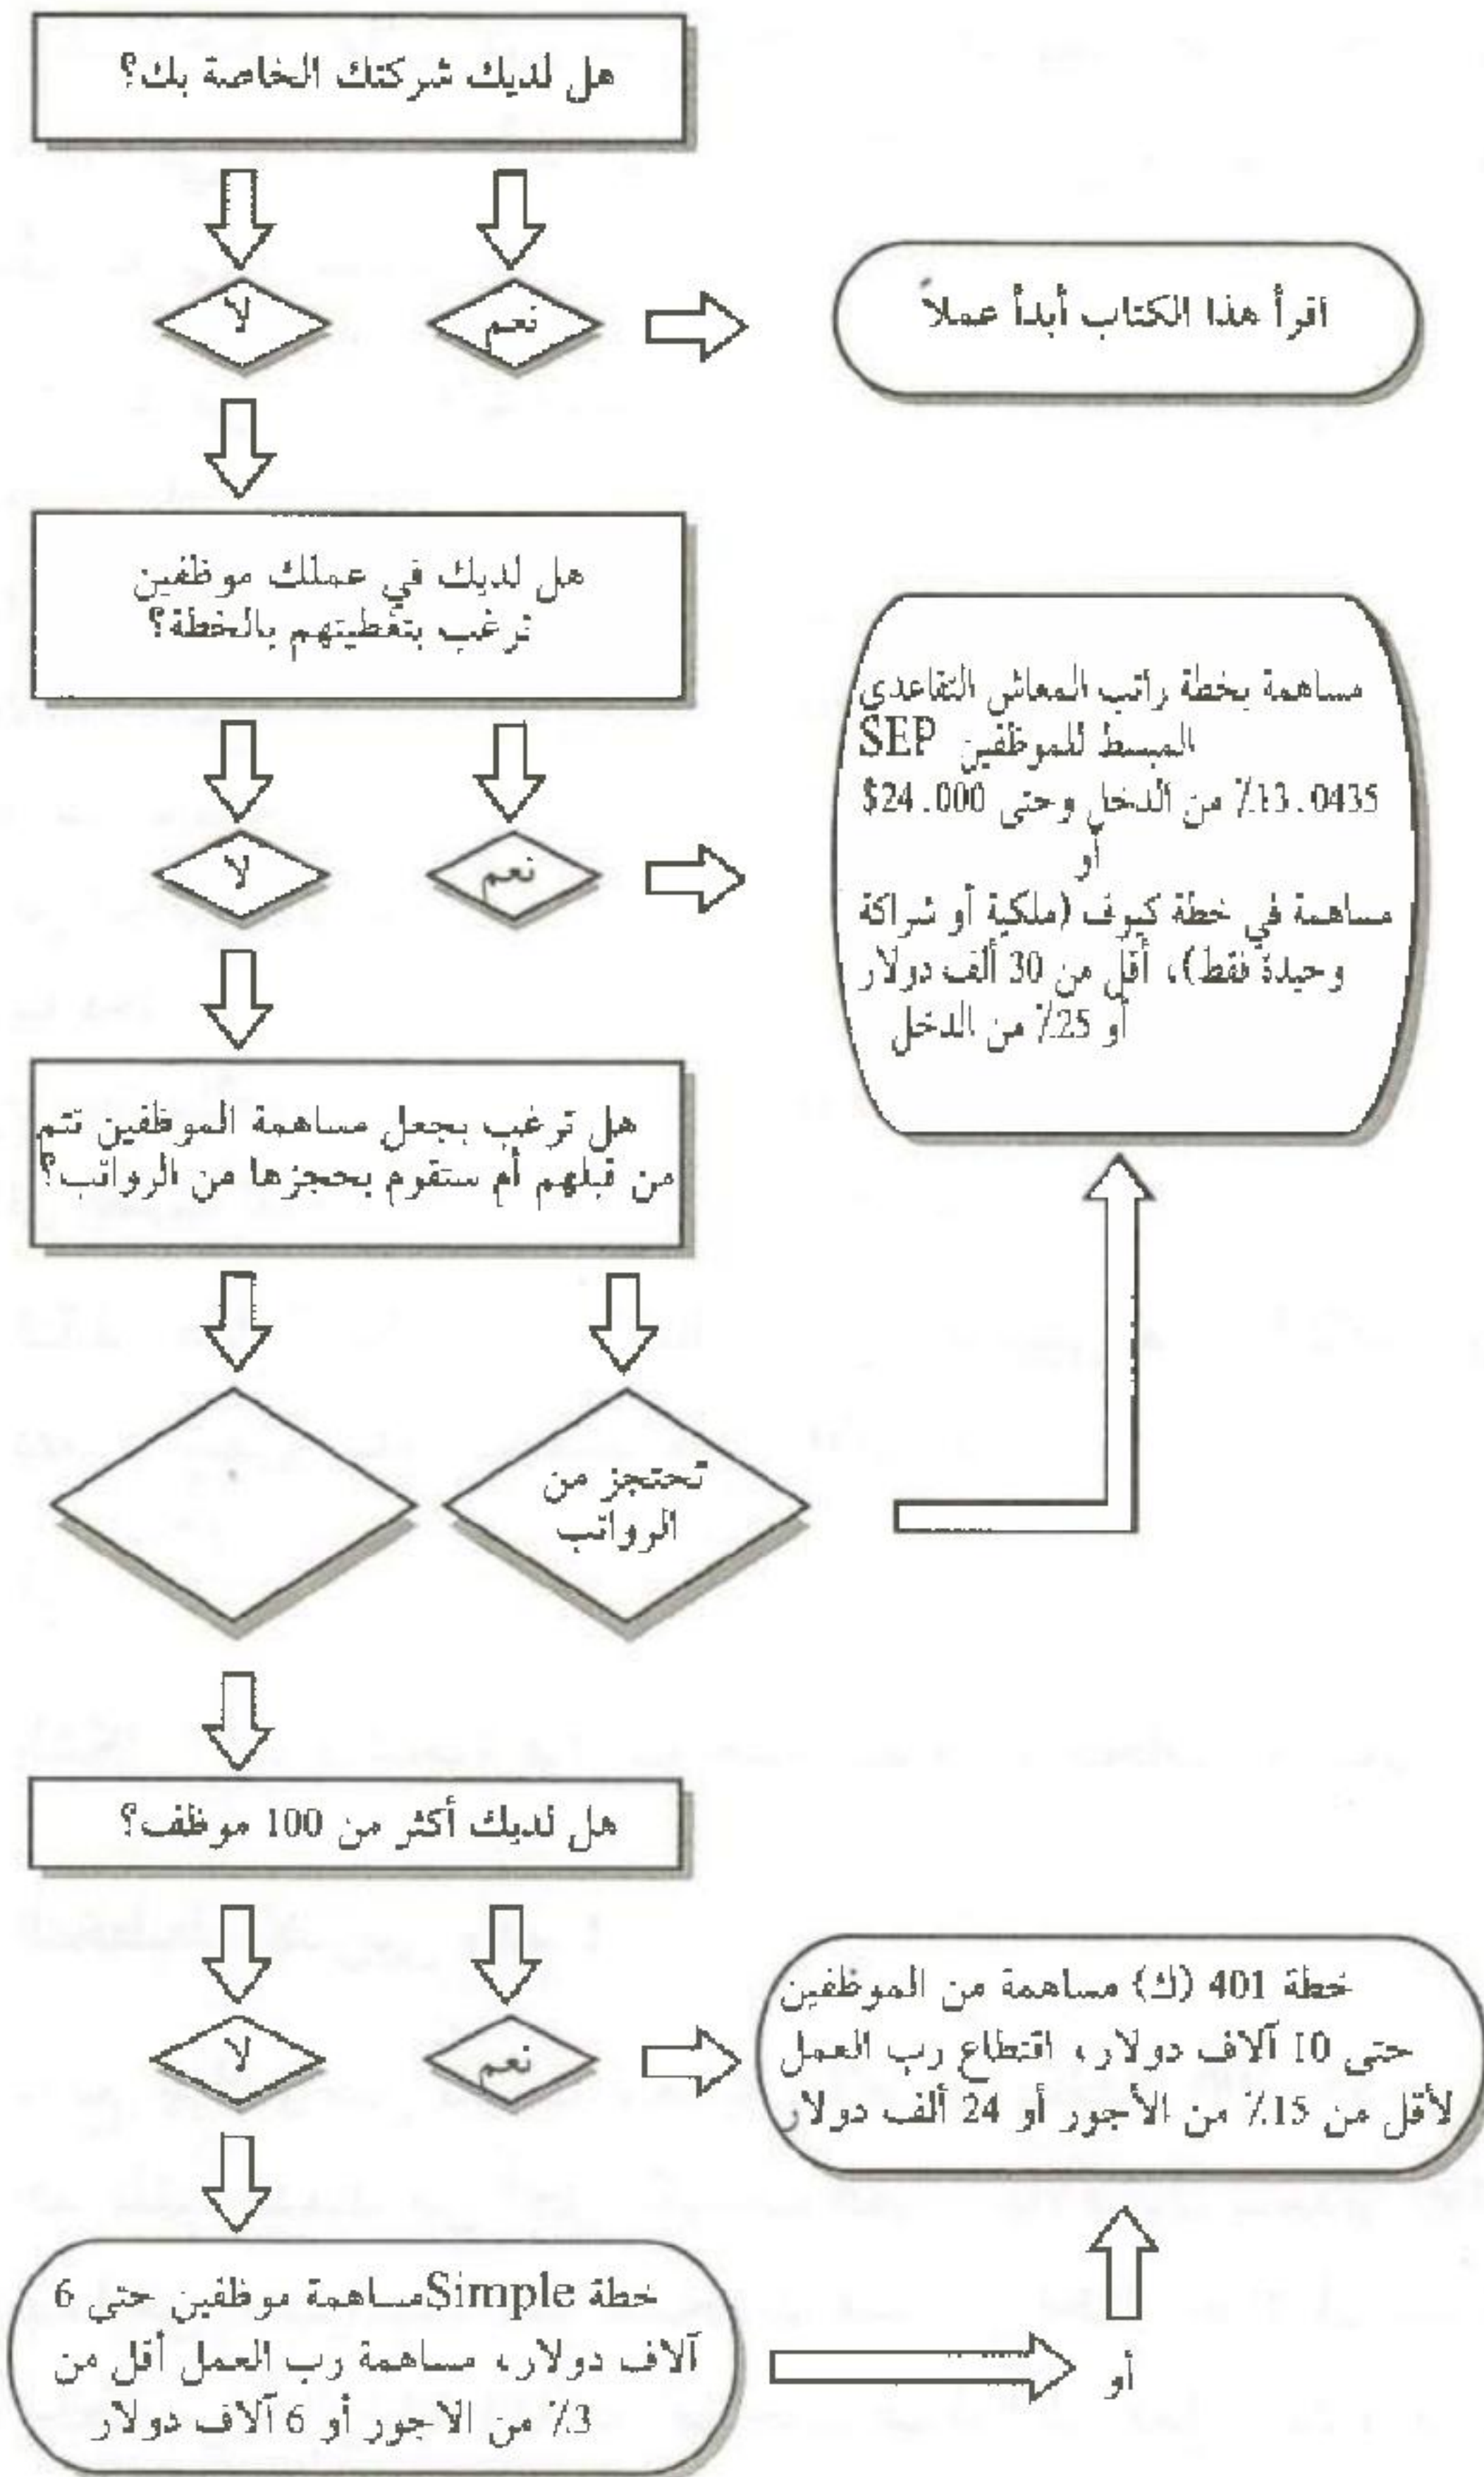 هل لديك شركتك الخاصة بك؟
لا
نعم
اقرأ هذا الكتاب أبدأ عملاً
هل لديك في عملك موظفين
ترغب بتغطيتهم بالخطة؟
لا
نعم
مساهمة بخطة راتب المعاش التقاعدي
المبسط للموظفين SEP
13.0435٪ من الدخل وحتى 24.000$
أو
مساهمة في خطة كيوف (ملكية أو شراكة
وحيدة فقط)، أقل من 30 ألف دولار
أو 25٪ من الدخل
هل ترغب بجعل مساهمة الموظفين تتم
من قبلهم أم ستقوم بحجزها من الرواتب؟
تحتجز من
الرواتب
هل لديك أكثر من 100 موظف؟
لا
نعم
خطة 401 (ك) مساهمة من الموظفين
حتى 10 آلاف دولار، اقتطاع رب العمل
لأقل من 15٪ من الأجور أو 24 ألف دولار
خطة Simple مساهمة موظفين حتى 6
آلاف دولار، مساهمة رب العمل أقل من
3٪ من الاجور أو 6 آلاف دولار
أو